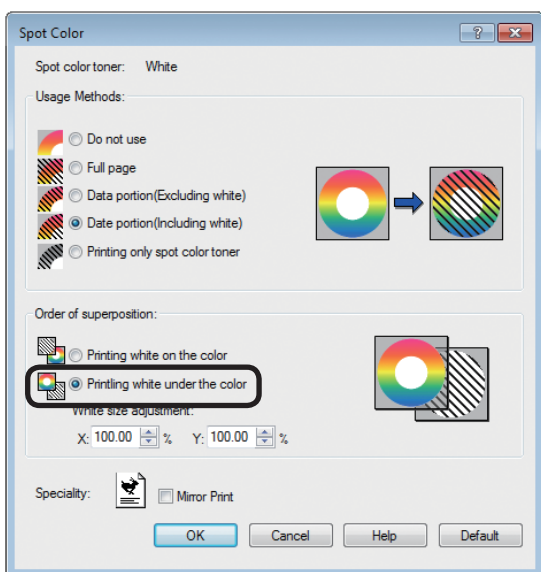 Spot Color
Spot color toner: White
Usage Methods:
Do not use
Full page
Data portion(Excluding white)
Date portion(Including white)
Printing only spot color toner
Order of superposition:
Printing white on the color
Printling white under the color
White size adjustment:
X: 100.00 % Y: 100.00 %
Speciality: Mirror Print
OK Cancel Help Default